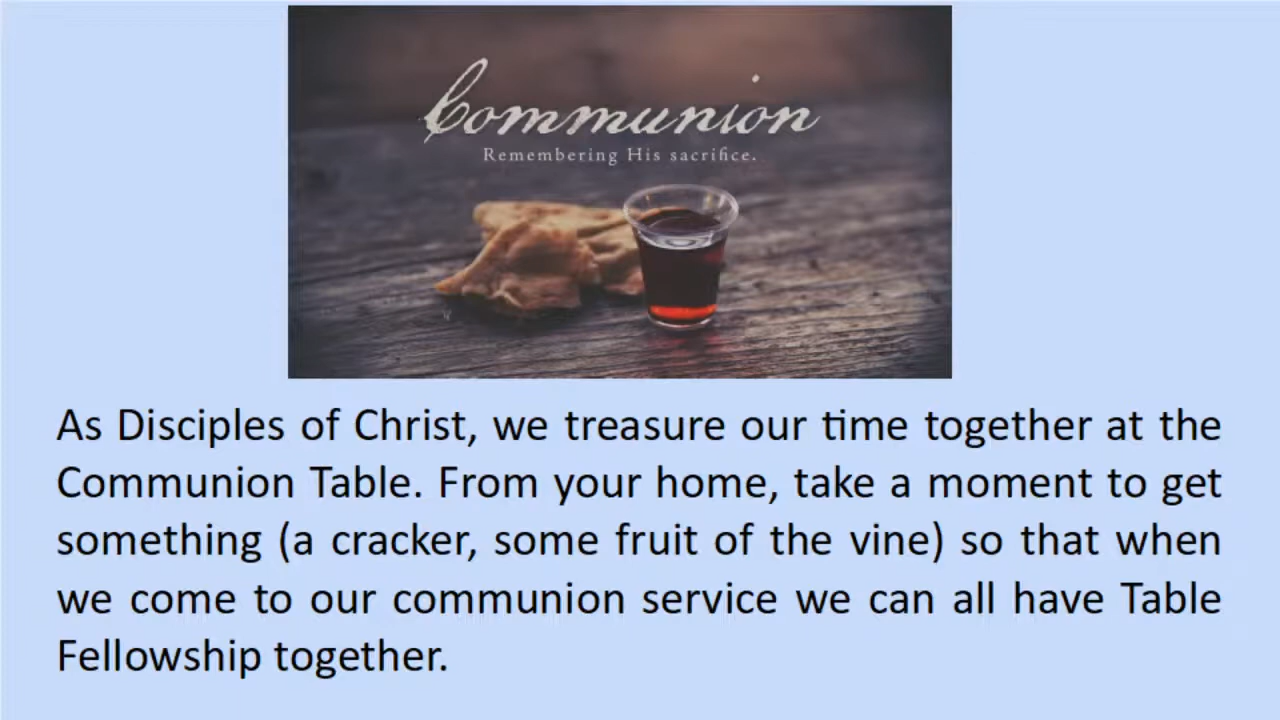 Communion
Remembering His sacrifice.
As Disciples of Christ, we treasure our time together at the
Communion Table. From your home, take a moment to get
something (a cracker, some fruit of the vine) so that when
we come to our communion service we can all have Table
Fellowship together.